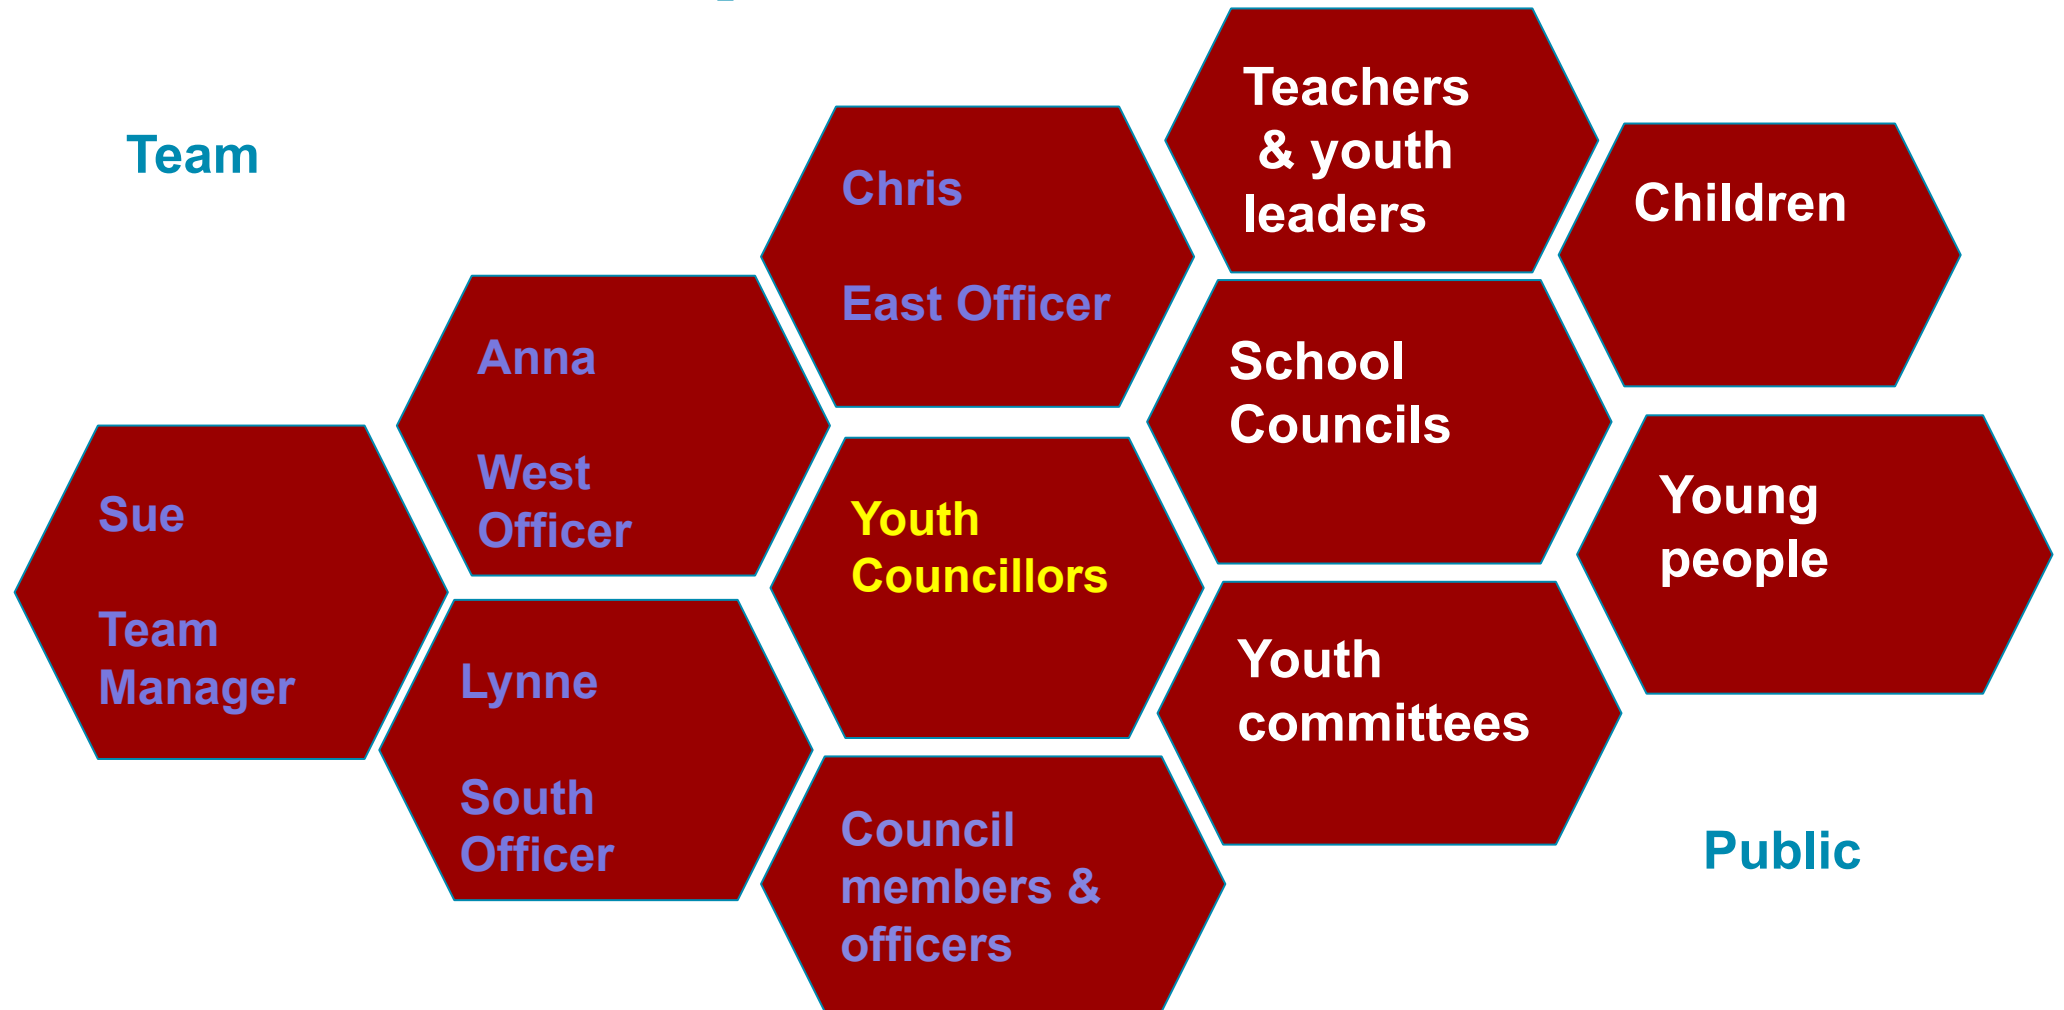 Team
Sue
Team
Manager
Anna
West
Officer
Lynne
South
Officer
Chris
East Officer
Youth
Councillors
Council
members &
officers
Teachers
& youth
leaders
School
Councils
Youth
committees
Children
Young
people
Public